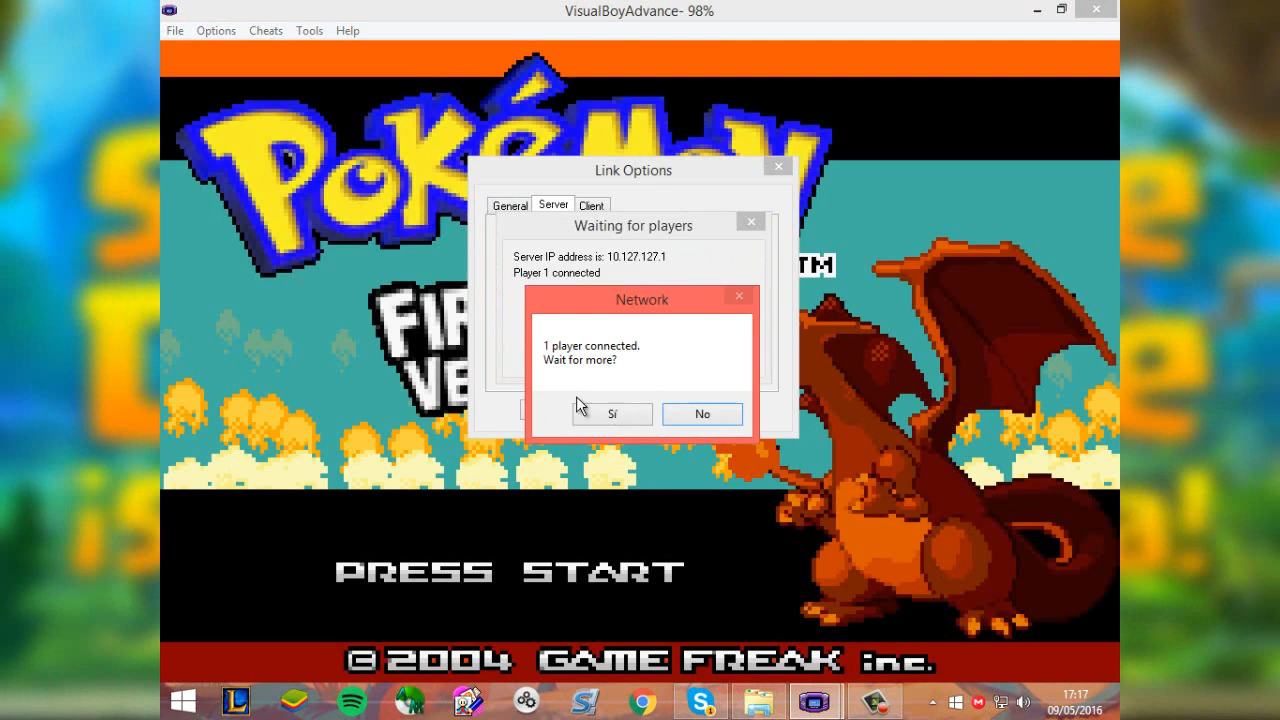 VisualBoyAdvance- 98%
File Options Cheats Tools Help
POKéMON
TM
Link Options
General Server Client
Waiting for players
Server IP address is: 10.127.127.1
Player 1 connected
Network
1 player connected.
Wait for more?
Sí No
PRESS START
©2004 GAME FREAK inc.
17:17
09/05/2016